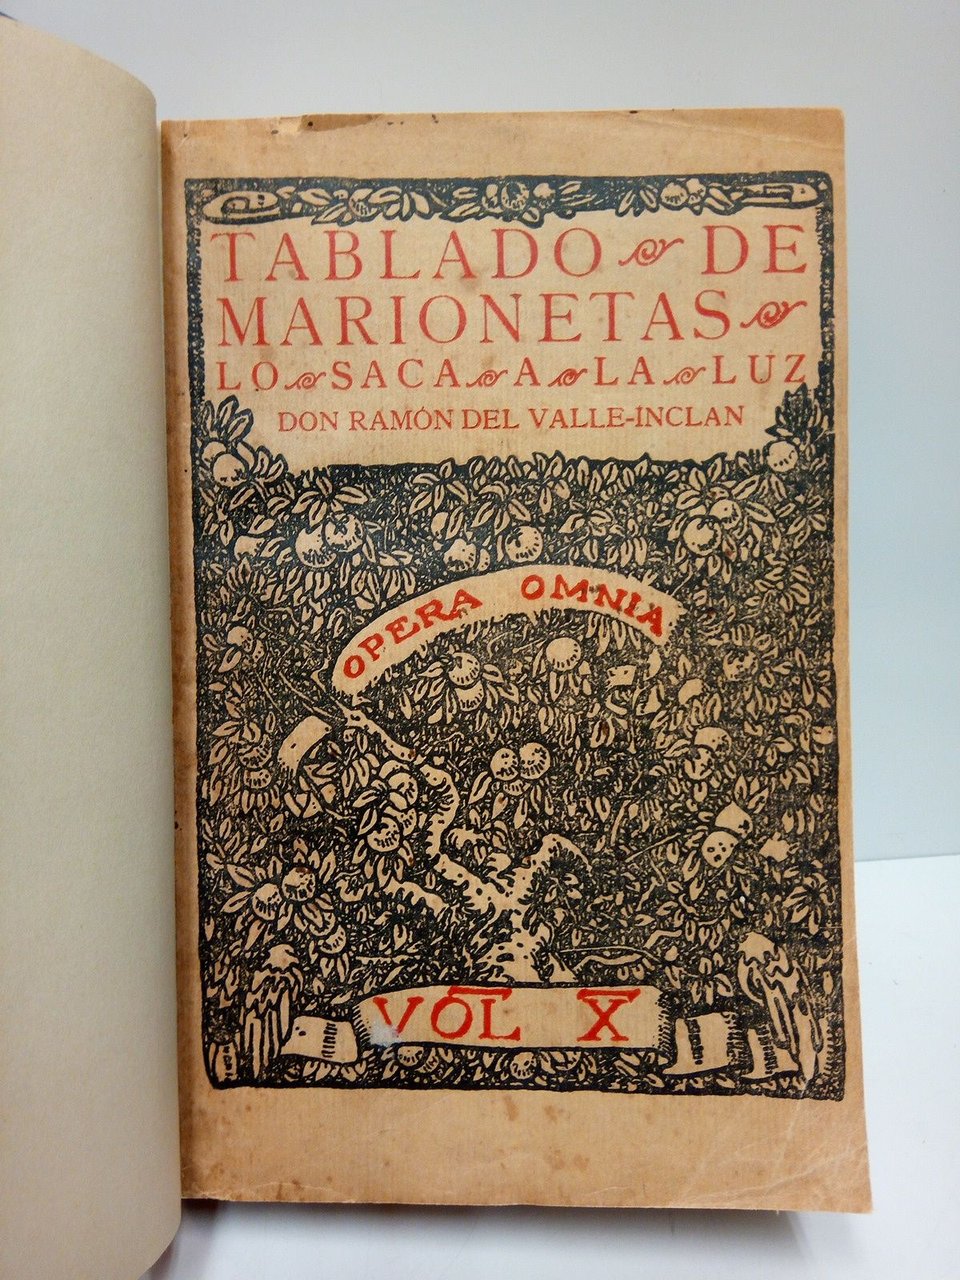 TABLADO DE
MARIONETAS
LO SACA A LA LUZ
DON RAMÓN DEL VALLE-INCLAN
OPERA OMNIA
VOL X